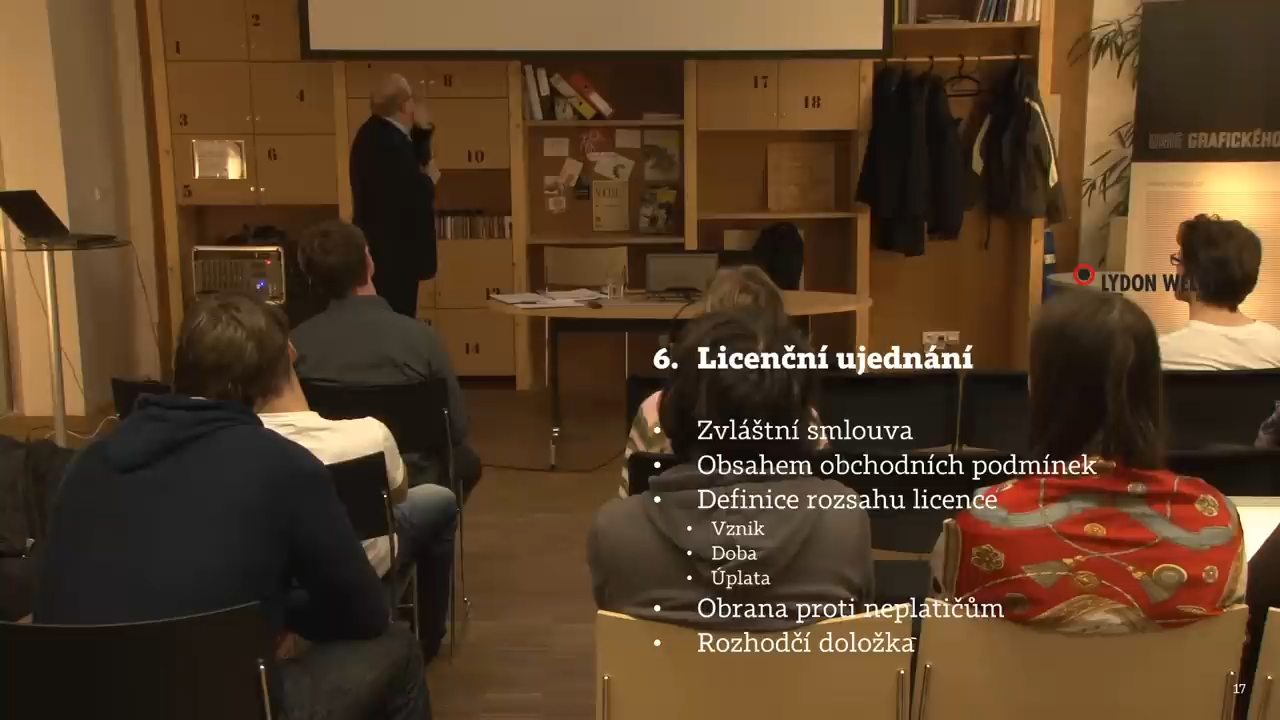 2
1
4
3
6
5
8
10
14
17
18
GRAFICKÉHO
LYDON
6. Licenční ujednání
• Zvláštní smlouva
• Obsahem obchodních podmínek
• Definice rozsahu licence
• Vznik
• Doba
• Úplata
• Obrana proti neplatičům
• Rozhodčí doložka
17